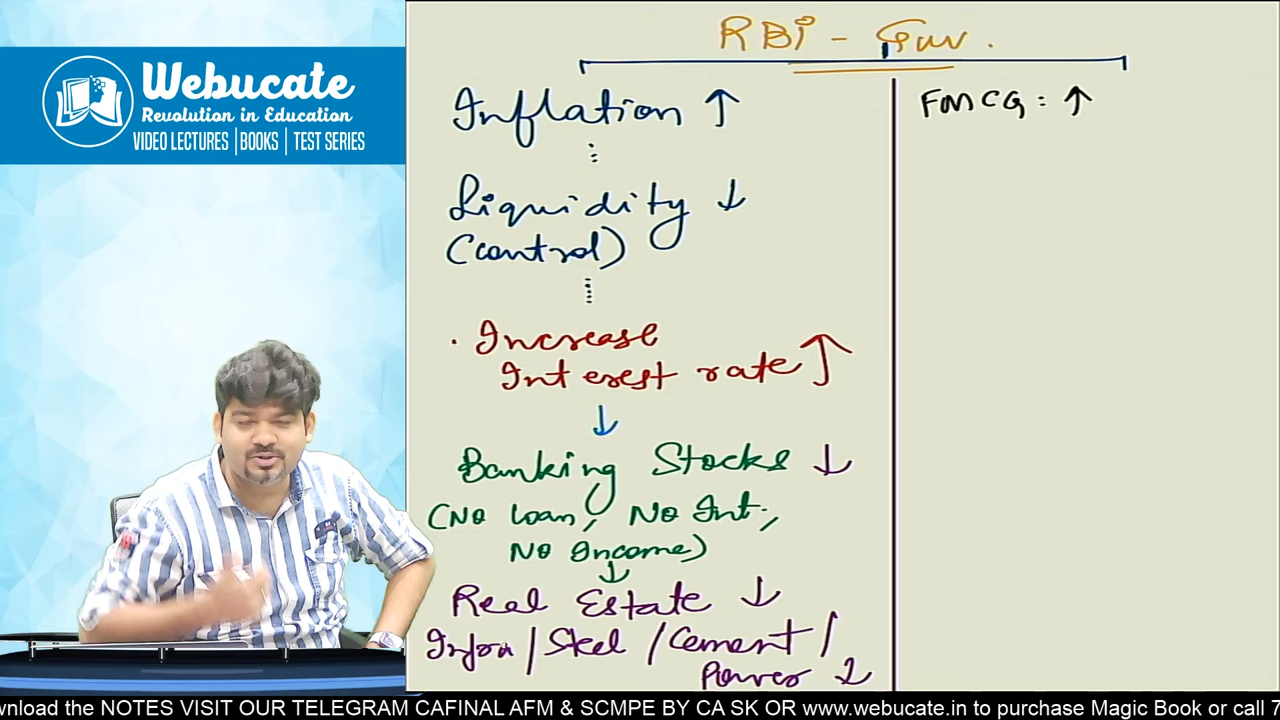 Webucate
Revolution in Education
VIDEO LECTURES | BOOKS | TEST SERIES
RBI - Gov.
Inflation ↑
Liquidity ↓
(control)
. Increase
Interest rate ↑
↓
Banking Stocks ↓
(No loan, No Int.,
No Income)
↓
Real Estate ↓
Infra / Steel / Cement /
Power ↓
FMCG : ↑
wnload the NOTES VISIT OUR TELEGRAM CAFINAL AFM & SCMPE BY CA SK OR www.webucate.in to purchase Magic Book or call 7